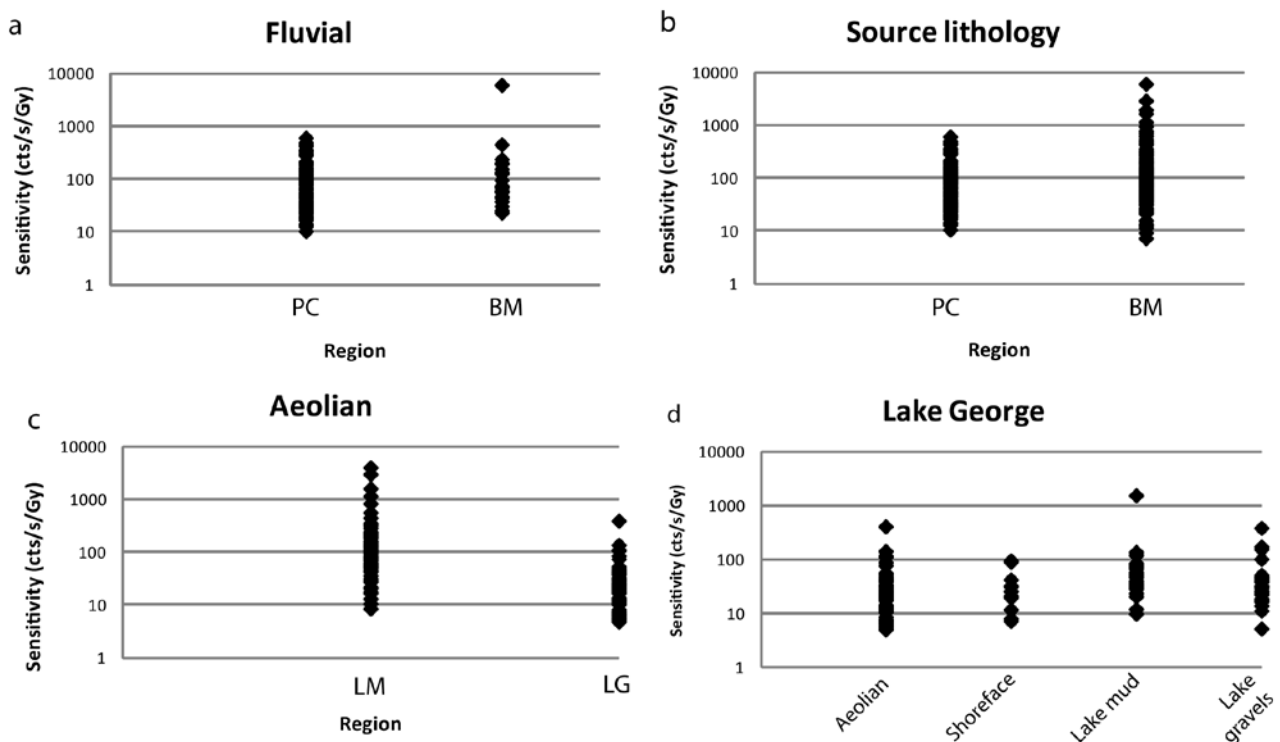 a
Fluvial
Sensitivity (cts/s/Gy)
10000
1000
100
10
1
PC BM
Region
b
Source lithology
Sensitivity (cts/s/Gy)
10000
1000
100
10
1
PC BM
Region
c
Aeolian
Sensitivity (cts/s/Gy)
10000
1000
100
10
1
LM LG
Region
d
Lake George
Sensitivity (cts/s/Gy)
10000
1000
100
10
1
Aeolian
Shoreface
Lake mud
Lake
gravels